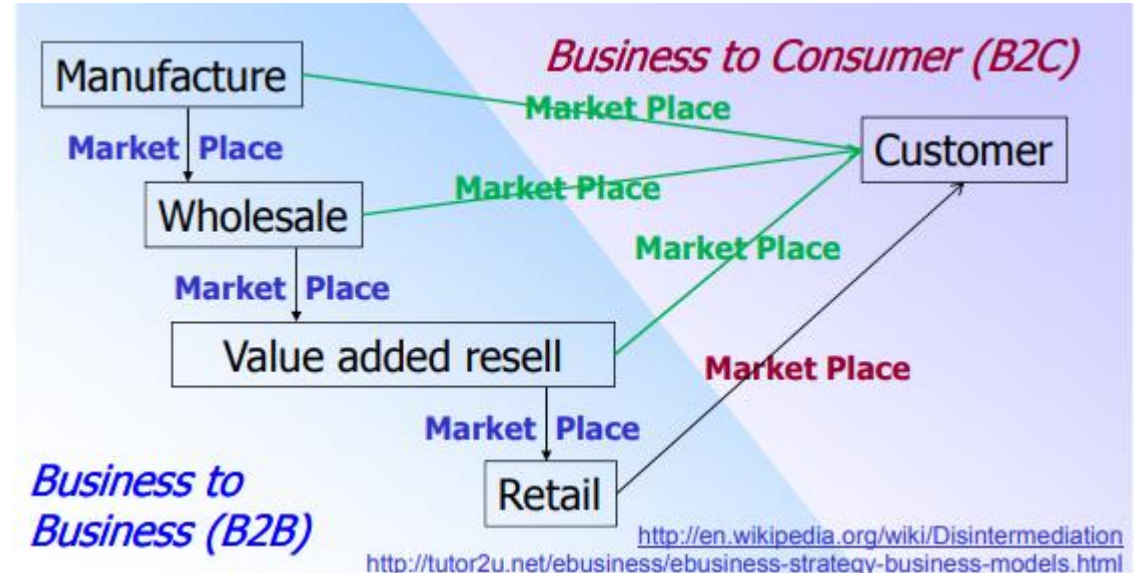 Business to Consumer (B2C)
Manufacture
Market Place
Market Place
Customer
Market Place
Wholesale
Market Place
Market Place
Value added resell
Market Place
Market Place
Retail
Business to
Business (B2B)
http://en.wikipedia.org/wiki/Disintermediation
http://tutor2u.net/ebusiness/ebusiness-strategy-business-models.html